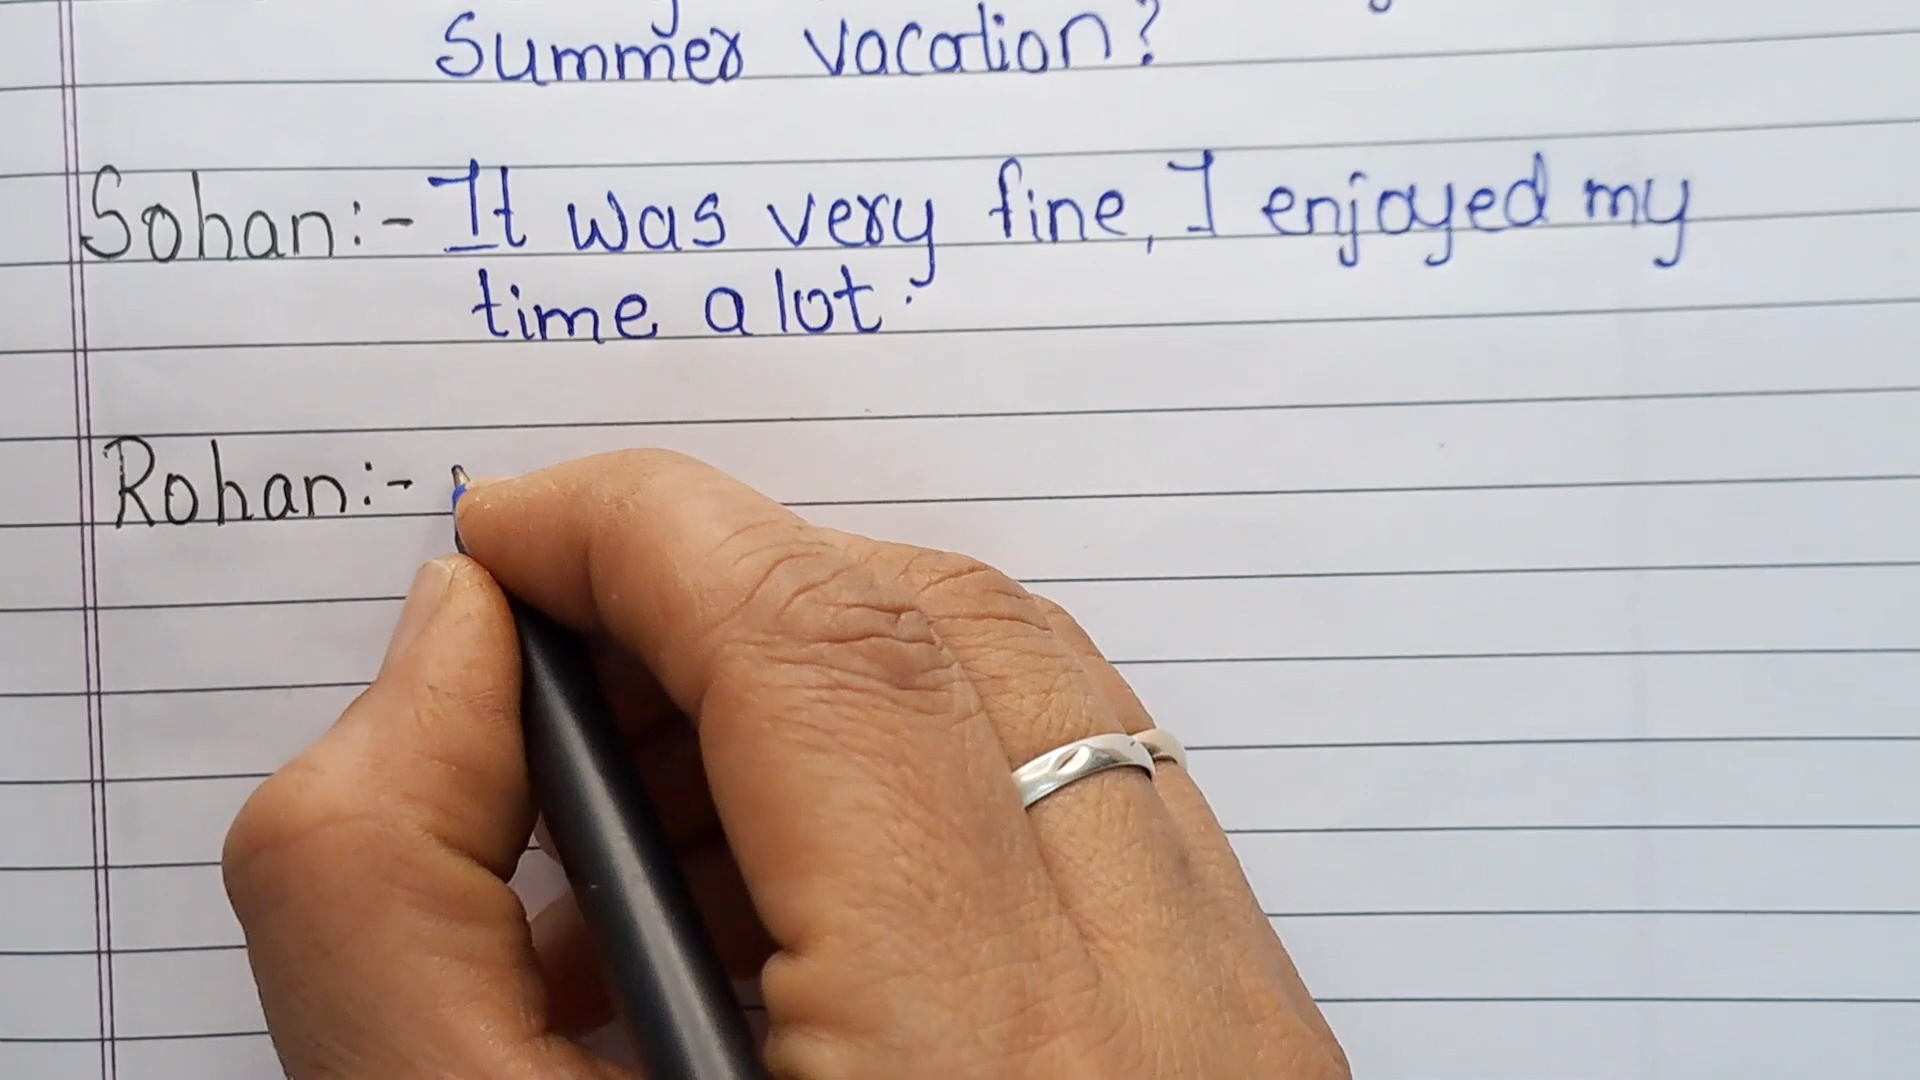 Summer vacation?
Sohan:- It was very fine, I enjoyed my
time a lot.
Rohan:-